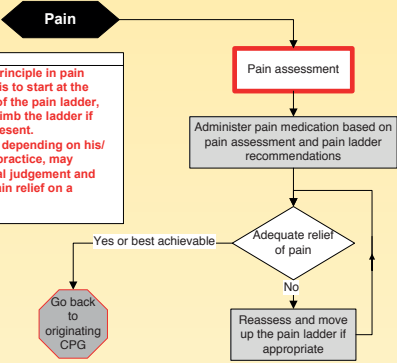 Pain
rinciple in pain
is to start at the
of the pain ladder,
imb the ladder if
esent.
depending on his/
practice, may
al judgement and
ain relief on a
Pain assessment
Administer pain medication based on
pain assessment and pain ladder
recommendations
Adequate relief
of pain
Yes or best achievable
No
Go back
to
originating
CPG
Reassess and move
up the pain ladder if
appropriate